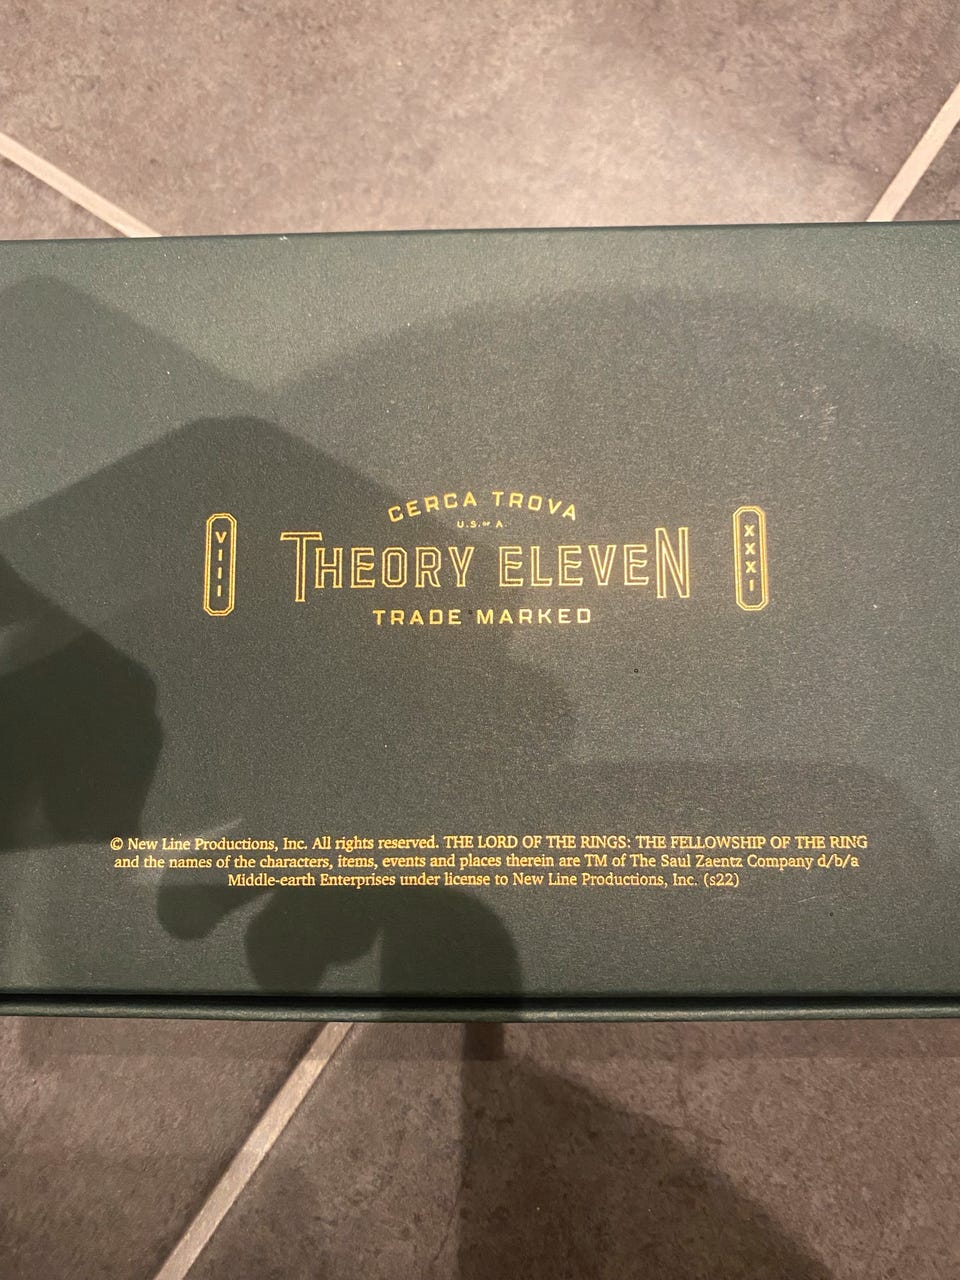 CERCA TROVA
U.S. OF A
VIIII
THEORY ELEVEN
XXXI
TRADE MARKED
© New Line Productions, Inc. All rights reserved. THE LORD OF THE RINGS: THE FELLOWSHIP OF THE RING
and the names of the characters, items, events and places therein are TM of The Saul Zaentz Company d/b/a
Middle-earth Enterprises under license to New Line Productions, Inc. (s22)